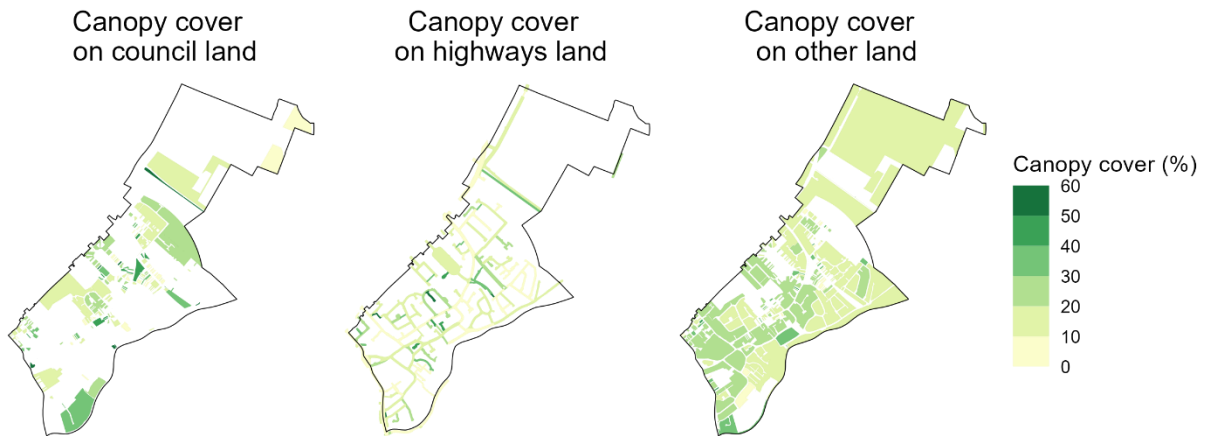 Canopy cover
on council land
Canopy cover
on highways land
Canopy cover
on other land
Canopy cover (%)
60
50
40
30
20
10
0